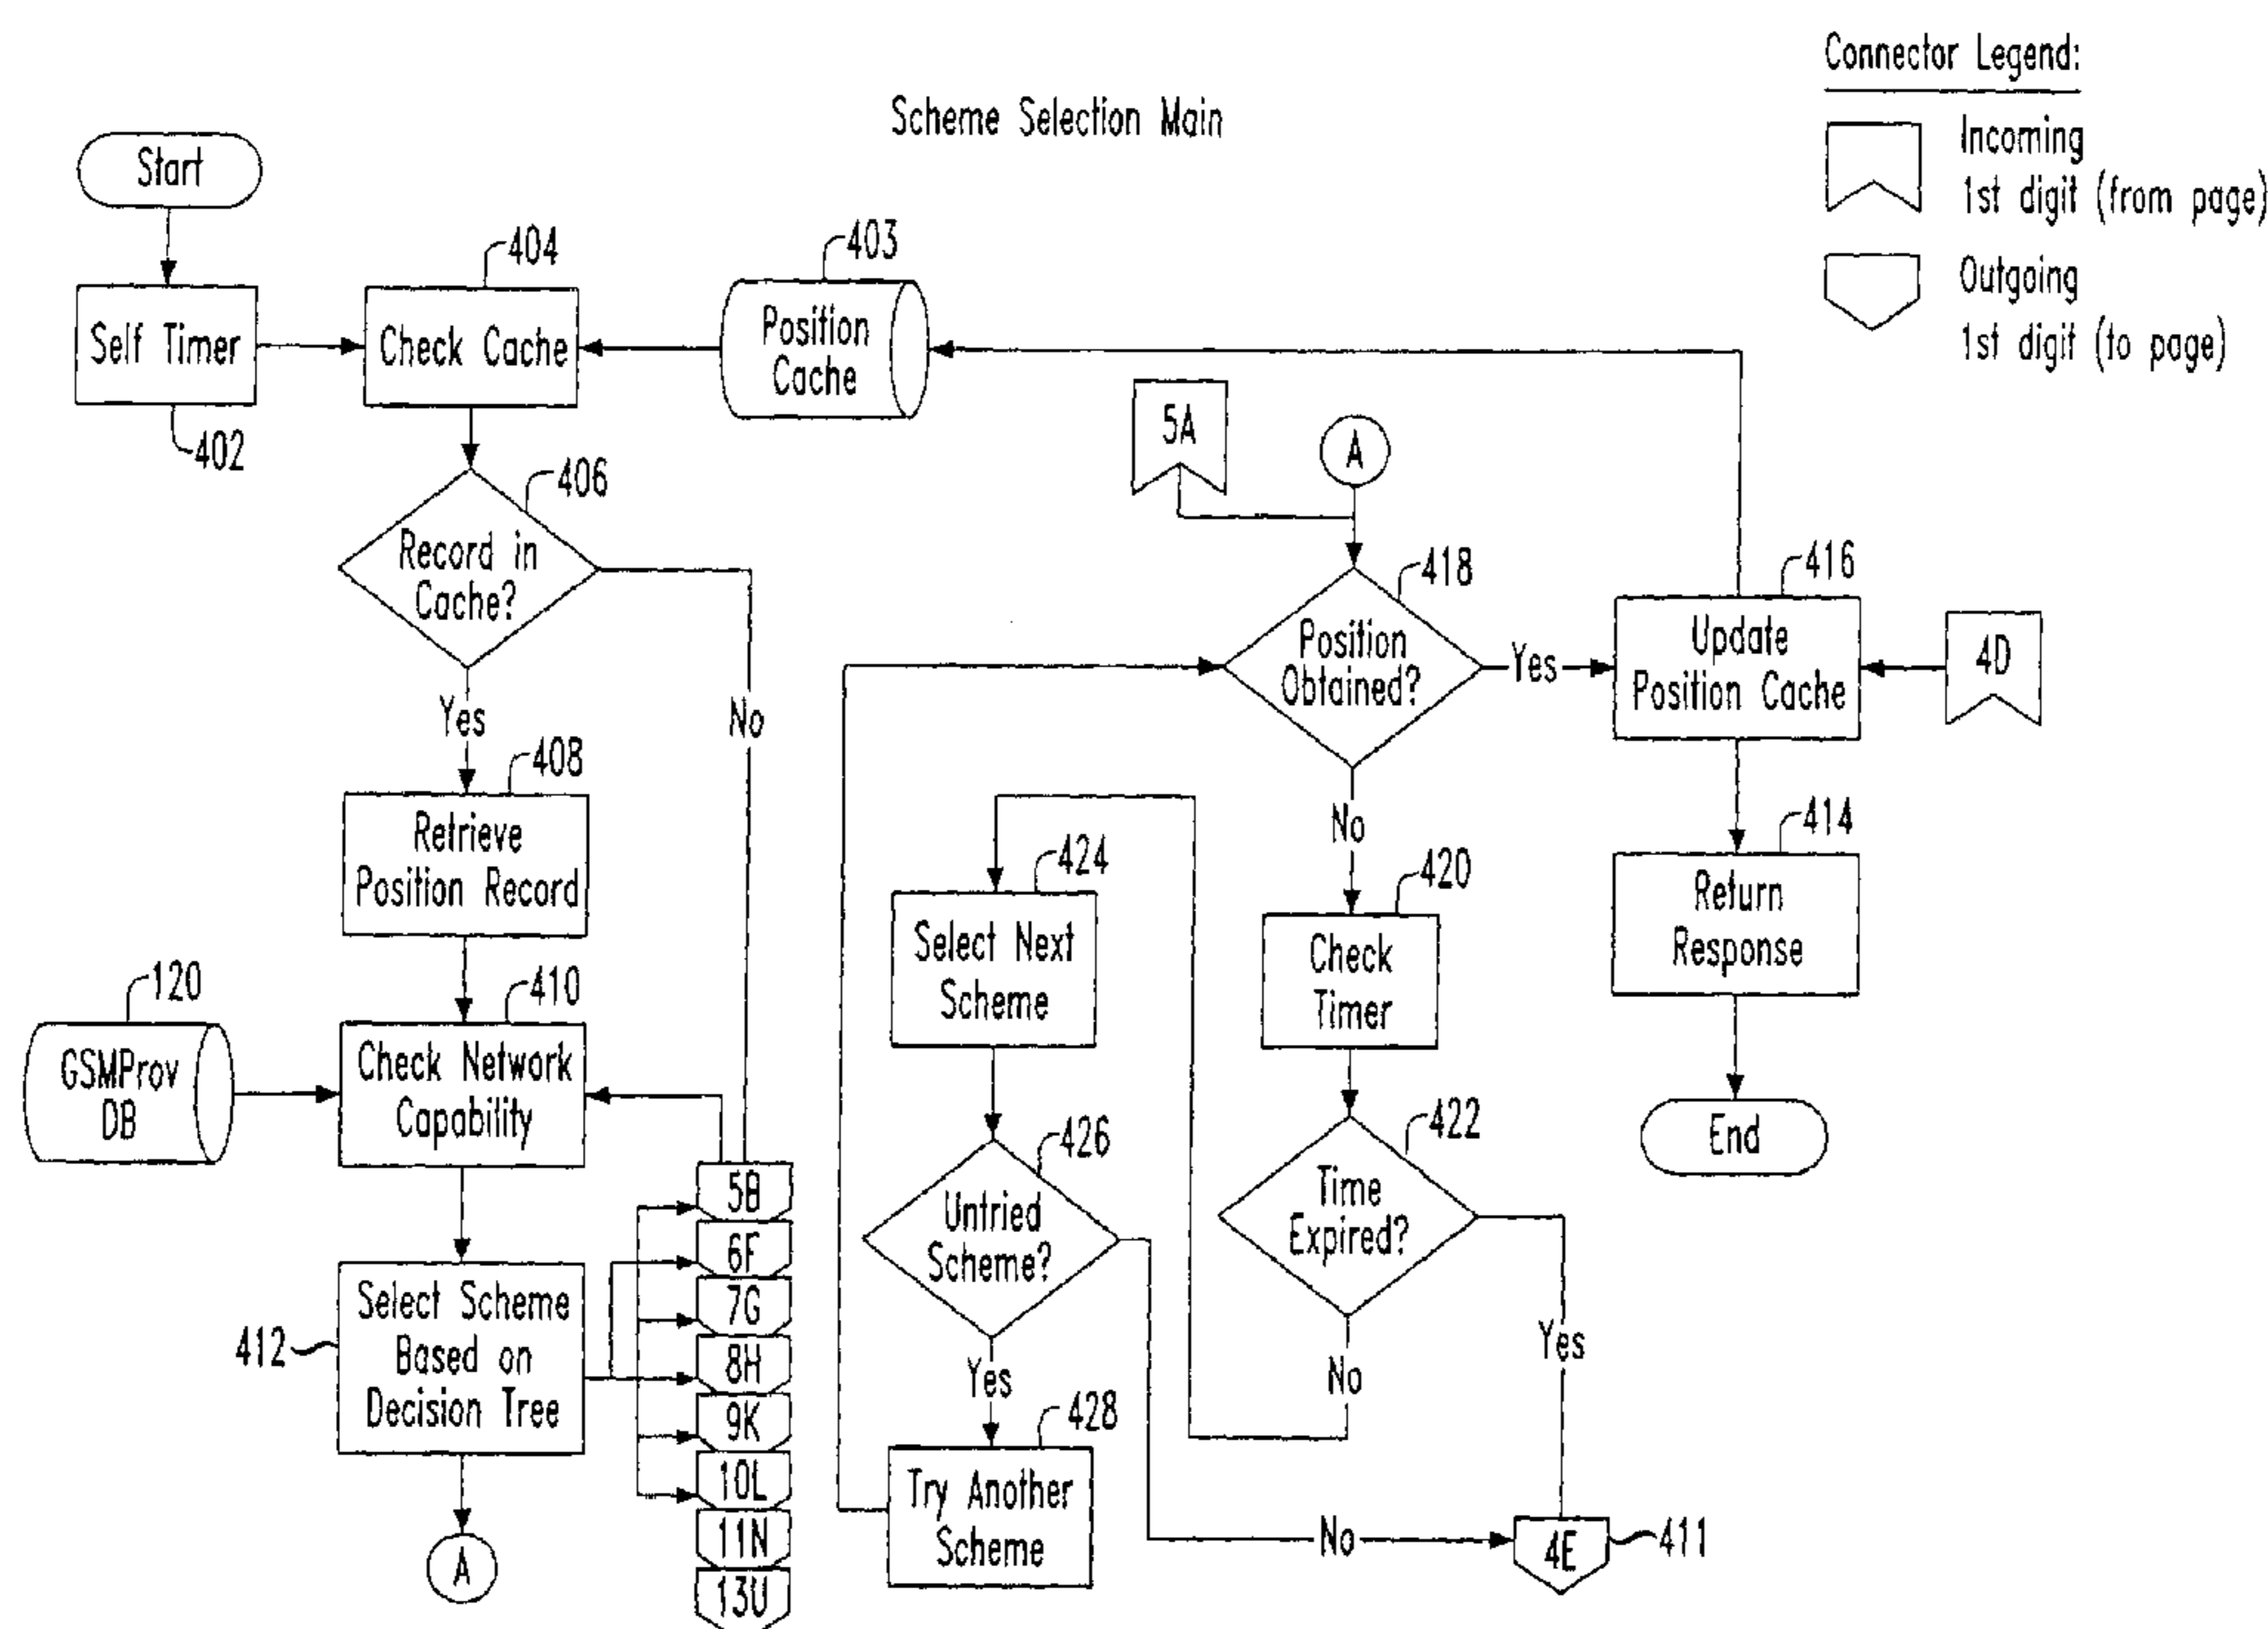 Scheme Selection Main
Connector Legend:
Incoming
1st digit (from page)
Outgoing
1st digit (to page)
Start
Self Timer
402
404
Check Cache
403
Position
Cache
406
Record in
Cache?
Yes
No
408
Retrieve
Position Record
120
GSMProv
DB
410
Check Network
Capability
412
Select Scheme
Based on
Decision Tree
A
5B
6F
7G
8H
9K
10L
11N
13U
5A
A
418
Position
Obtained?
Yes
No
416
Update
Position Cache
4D
414
Return
Response
End
420
Check
Timer
422
Time
Expired?
Yes
No
424
Select Next
Scheme
426
Untried
Scheme?
Yes
No
428
Try Another
Scheme
4E
411